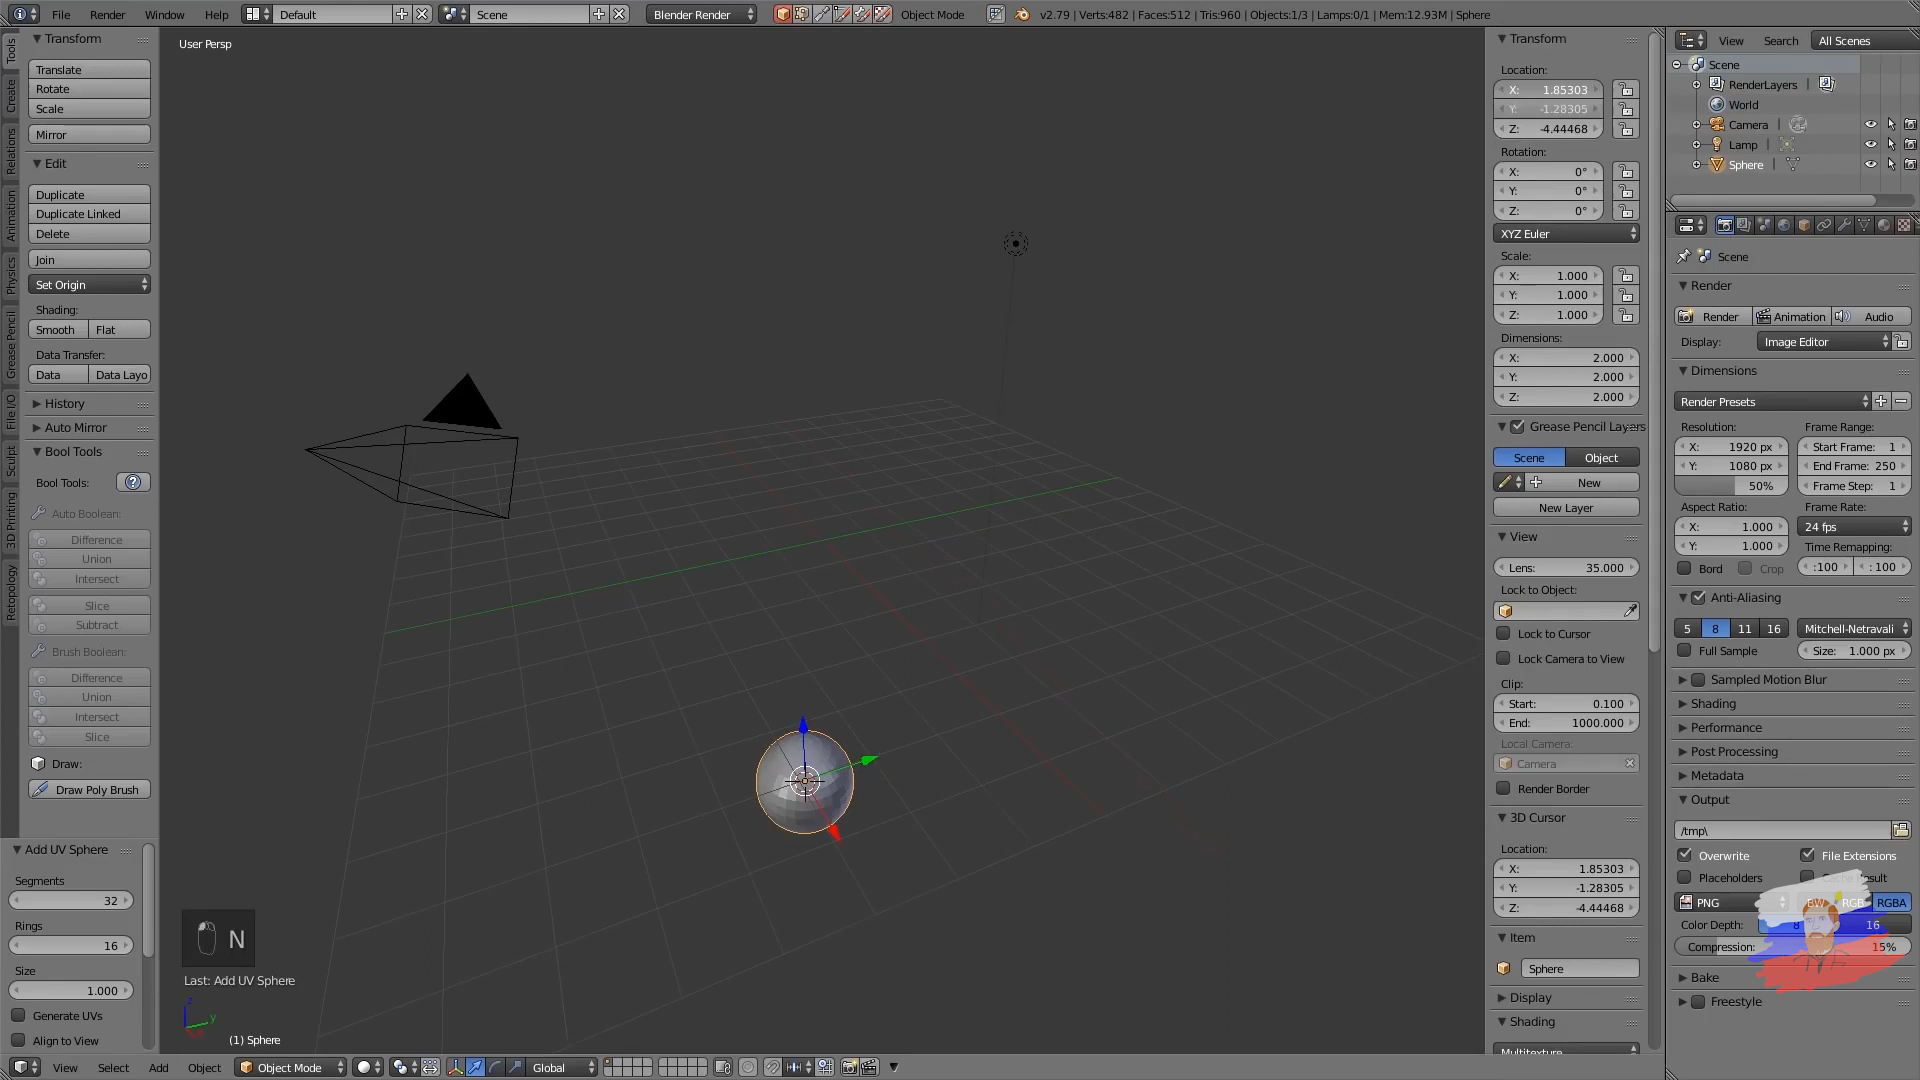 File Render Window Help Default Scene Blender Render Object Mode v2.79 | Verts:482 | Faces:512 | Tris:960 | Objects:1/3 | Lamps:0/1 | Mem:12.93M | Sphere
Tools
Create
Relations
Animation
Physics
Grease Pencil
File I/O
Sculpt
3D Printing
Retopology
Transform
Translate
Rotate
Scale
Mirror
Edit
Duplicate
Duplicate Linked
Delete
Join
Set Origin
Shading:
Smooth Flat
Data Transfer:
Data Data Layo
History
Auto Mirror
Bool Tools
Bool Tools:
Auto Boolean:
Difference
Union
Intersect
Slice
Subtract
Brush Boolean:
Difference
Union
Intersect
Slice
Draw:
Draw Poly Brush
Add UV Sphere
Segments
32
Rings
16
Size
1.000
Generate UVs
Align to View
User Persp
N
Last: Add UV Sphere
z
y
(1) Sphere
View Select Add Object Object Mode Global
Transform
Location:
X: 1.85303
Y: -1.28305
Z: -4.44468
Rotation:
X: 0°
Y: 0°
Z: 0°
XYZ Euler
Scale:
X: 1.000
Y: 1.000
Z: 1.000
Dimensions:
X: 2.000
Y: 2.000
Z: 2.000
Grease Pencil Layers
Scene Object
New
New Layer
View
Lens: 35.000
Lock to Object:
Lock to Cursor
Lock Camera to View
Clip:
Start: 0.100
End: 1000.000
Local Camera:
Camera
Render Border
3D Cursor
Location:
X: 1.85303
Y: -1.28305
Z: -4.44468
Item
Sphere
Display
Shading
Multitexture
View Search All Scenes
Scene
RenderLayers
World
Camera
Lamp
Sphere
Scene
Render
Render Animation Audio
Display: Image Editor
Dimensions
Render Presets
Resolution: Frame Range:
X: 1920 px Start Frame: 1
Y: 1080 px End Frame: 250
50% Frame Step: 1
Aspect Ratio: Frame Rate:
X: 1.000 24 fps
Y: 1.000 Time Remapping:
Bord Crop :100 : 100
Anti-Aliasing
5 8 11 16 Mitchell-Netravali
Full Sample Size: 1.000 px
Sampled Motion Blur
Shading
Performance
Post Processing
Metadata
Output
/tmp\
Overwrite File Extensions
Placeholders Cache Result
PNG BW RGB RGBA
Color Depth: 8 16
Compression: 15%
Bake
Freestyle